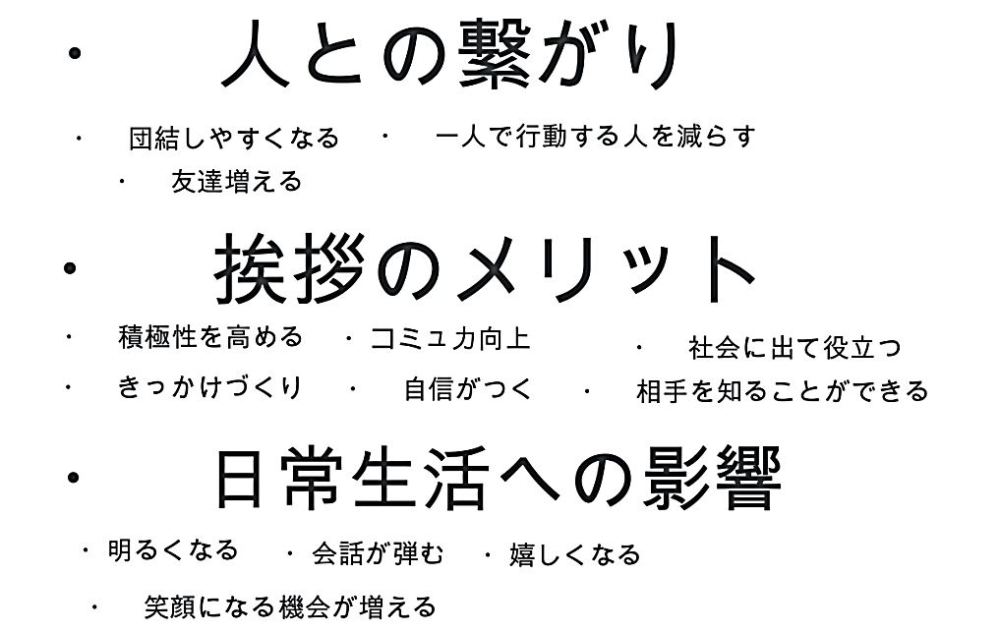 ・ 人との繋がり
・ 団結しやすくなる ・ 一人で行動する人を減らす
・ 友達増える
・ 挨拶のメリット
・ 積極性を高める ・ コミュ力向上 ・ 社会に出て役立つ
・ きっかけづくり ・ 自信がつく ・ 相手を知ることができる
・ 日常生活への影響
・ 明るくなる ・ 会話が弾む ・ 嬉しくなる
・ 笑顔になる機会が増える